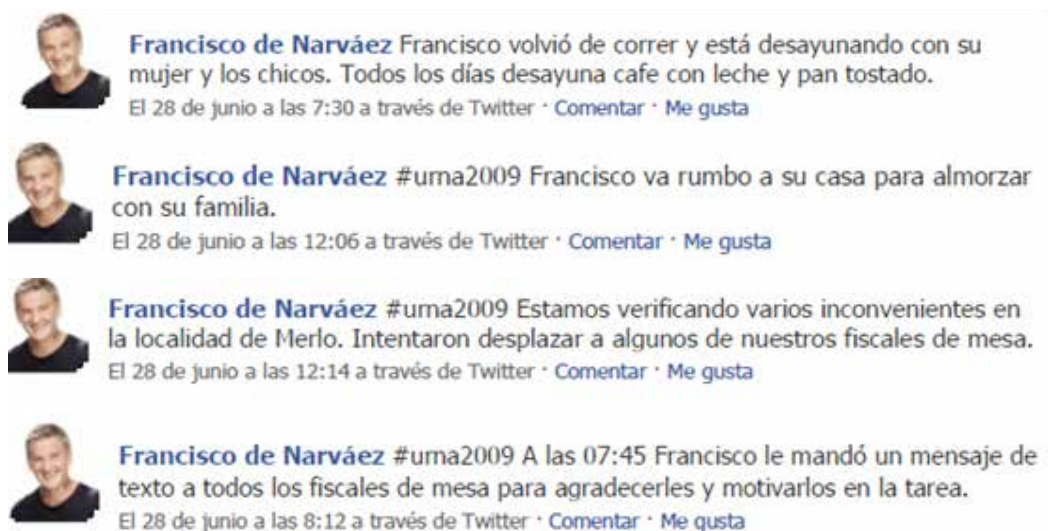 Francisco de Narváez Francisco volvió de correr y está desayunando con su
mujer y los chicos. Todos los días desayuna cafe con leche y pan tostado.
El 28 de junio a las 7:30 a través de Twitter · Comentar · Me gusta
Francisco de Narváez #urna2009 Francisco va rumbo a su casa para almorzar
con su familia.
El 28 de junio a las 12:06 a través de Twitter · Comentar · Me gusta
Francisco de Narváez #urna2009 Estamos verificando varios inconvenientes en
la localidad de Merlo. Intentaron desplazar a algunos de nuestros fiscales de mesa.
El 28 de junio a las 12:14 a través de Twitter · Comentar · Me gusta
Francisco de Narváez #urna2009 A las 07:45 Francisco le mandó un mensaje de
texto a todos los fiscales de mesa para agradecerles y motivarlos en la tarea.
El 28 de junio a las 8:12 a través de Twitter · Comentar · Me gusta